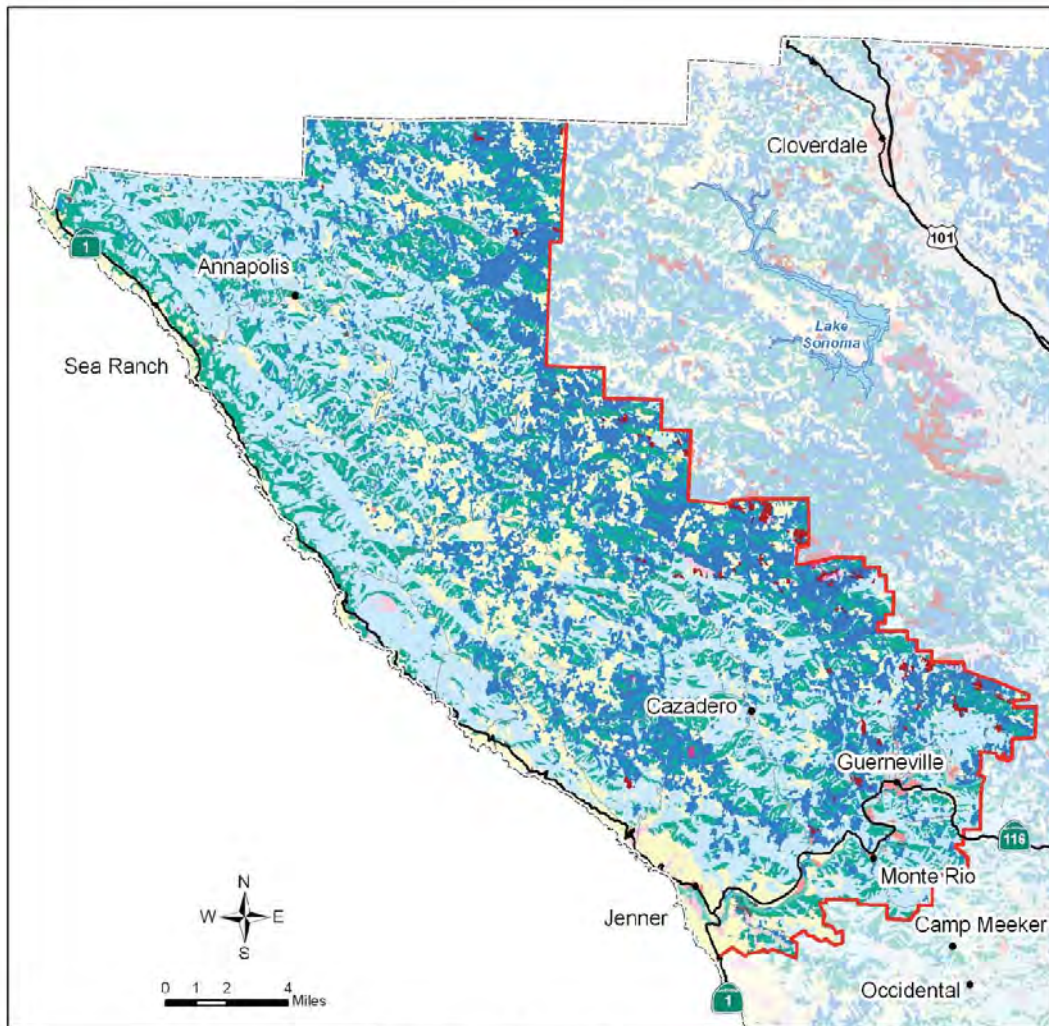 Cloverdale
101
1
Annapolis
Lake
Sonoma
Sea Ranch
Cazadero
Guerneville
116
Monte Rio
N
W E
S
Jenner
Camp Meeker
0 1 2 4
Miles
1
Occidental